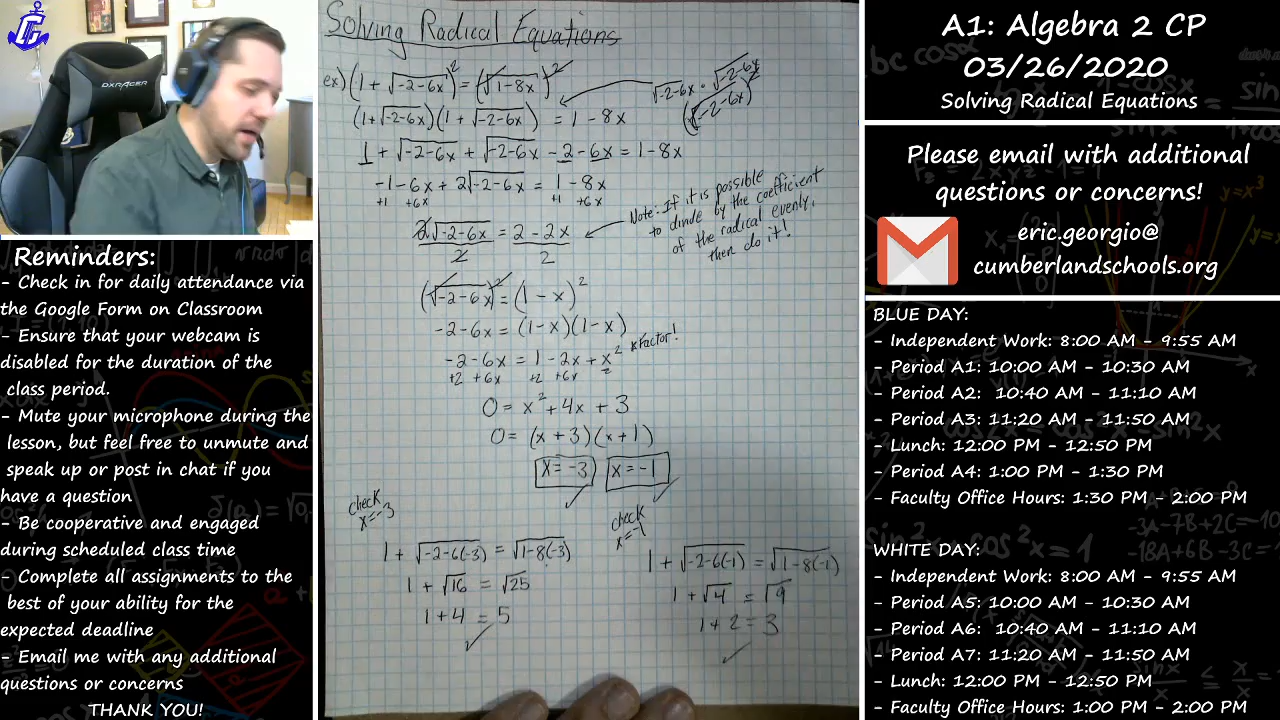 G
DXRACER
Reminders:
- Check in for daily attendance via
the Google Form on Classroom
- Ensure that your webcam is
disabled for the duration of the
class period.
- Mute your microphone during the
lesson, but feel free to unmute and
speak up or post in chat if you
have a question
- Be cooperative and engaged
during scheduled class time
- Complete all assignments to the
best of your ability for the
expected deadline
- Email me with any additional
questions or concerns
THANK YOU!
Solving Radical Equations
ex) (1 + √-2-6x)² = (√1-8x)²
√-2-6x · √-2-6x
(√-2-6x)²
(1+√-2-6x)(1+√-2-6x) = 1-8x
1 + √-2-6x + √-2-6x -2-6x = 1-8x
-1-6x + 2√-2-6x = 1-8x
+1 +6x +1 +6x
2√-2-6x = 2-2x
2 2
Note: If it is possible
to divide by the coefficient
of the radical evenly,
then do it!
(√-2-6x)² = (1-x)²
-2-6x = (1-x)(1-x)
-2-6x = 1-2x+x² *Factor!
+2 +6x +2 +6x
0 = x²+4x+3
0 = (x+3)(x+1)
x=-3 x=-1
check
x=-3
1+√-2-6(-3) = √1-8(-3)
1+√16 = √25
1+4 = 5
check
x=-1
1+√-2-6(-1) = √1-8(-1)
1+√4 = √9
1+2=3
A1: Algebra 2 CP
03/26/2020
Solving Radical Equations
Please email with additional
questions or concerns!
eric.georgio@
cumberlandschools.org
BLUE DAY:
- Independent Work: 8:00 AM - 9:55 AM
- Period A1: 10:00 AM - 10:30 AM
- Period A2: 10:40 AM - 11:10 AM
- Period A3: 11:20 AM - 11:50 AM
- Lunch: 12:00 PM - 12:50 PM
- Period A4: 1:00 PM - 1:30 PM
- Faculty Office Hours: 1:30 PM - 2:00 PM
WHITE DAY:
- Independent Work: 8:00 AM - 9:55 AM
- Period A5: 10:00 AM - 10:30 AM
- Period A6: 10:40 AM - 11:10 AM
- Period A7: 11:20 AM - 11:50 AM
- Lunch: 12:00 PM - 12:50 PM
- Faculty Office Hours: 1:00 PM - 2:00 PM